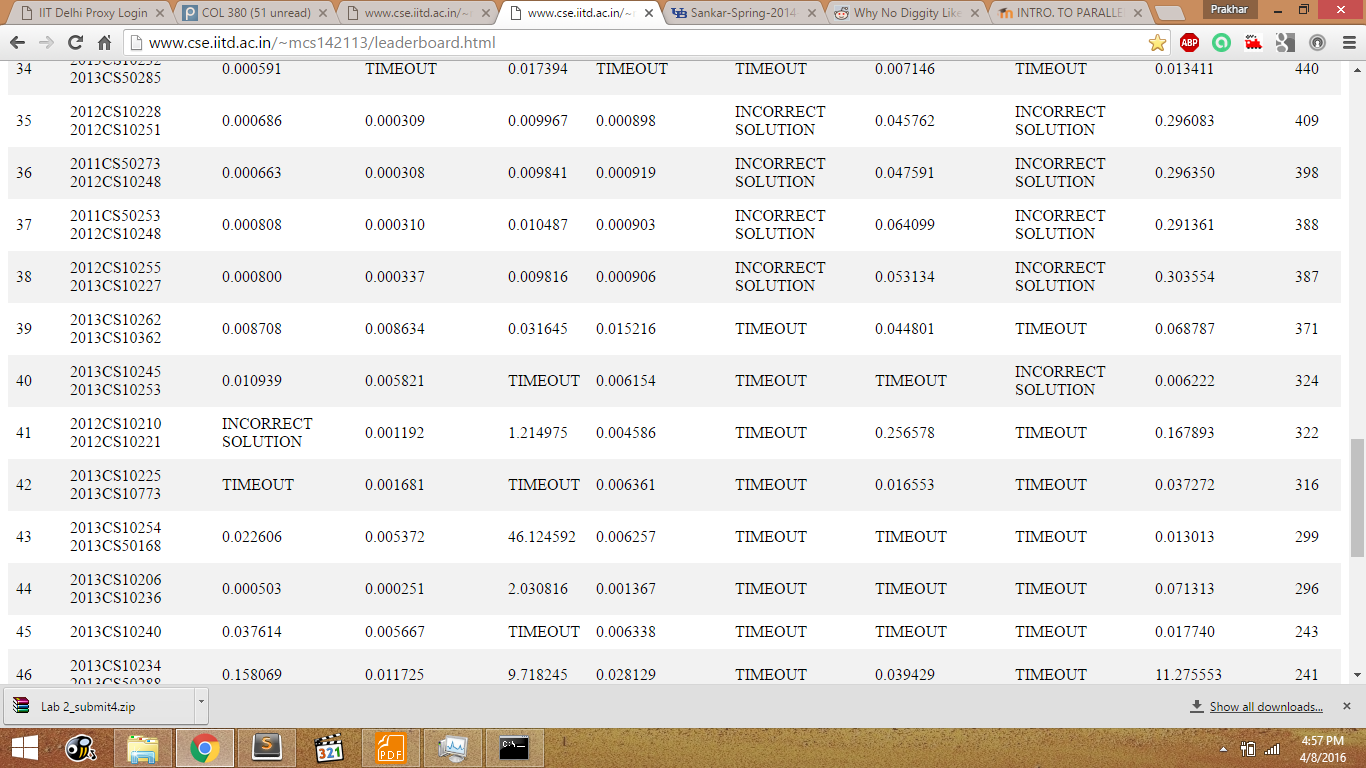 IIT Delhi Proxy Login
COL 380 (51 unread)
www.cse.iitd.ac.in/~
www.cse.iitd.ac.in/~
Sankar-Spring-2014
Why No Diggity Like
INTRO. TO PARALLE
Prakhar
www.cse.iitd.ac.in/~mcs142113/leaderboard.html
ABP
34 2013CS50285 0.000591 TIMEOUT 0.017394 TIMEOUT TIMEOUT 0.007146 TIMEOUT 0.013411 440
35 2012CS10228 2012CS10251 0.000686 0.000309 0.009967 0.000898 INCORRECT SOLUTION 0.045762 INCORRECT SOLUTION 0.296083 409
36 2011CS50273 2012CS10248 0.000663 0.000308 0.009841 0.000919 INCORRECT SOLUTION 0.047591 INCORRECT SOLUTION 0.296350 398
37 2011CS50253 2012CS10248 0.000808 0.000310 0.010487 0.000903 INCORRECT SOLUTION 0.064099 INCORRECT SOLUTION 0.291361 388
38 2012CS10255 2013CS10227 0.000800 0.000337 0.009816 0.000906 INCORRECT SOLUTION 0.053134 INCORRECT SOLUTION 0.303554 387
39 2013CS10262 2013CS10362 0.008708 0.008634 0.031645 0.015216 TIMEOUT 0.044801 TIMEOUT 0.068787 371
40 2013CS10245 2013CS10253 0.010939 0.005821 TIMEOUT 0.006154 TIMEOUT TIMEOUT INCORRECT SOLUTION 0.006222 324
41 2012CS10210 2012CS10221 INCORRECT SOLUTION 0.001192 1.214975 0.004586 TIMEOUT 0.256578 TIMEOUT 0.167893 322
42 2013CS10225 2013CS10773 TIMEOUT 0.001681 TIMEOUT 0.006361 TIMEOUT 0.016553 TIMEOUT 0.037272 316
43 2013CS10254 2013CS50168 0.022606 0.005372 46.124592 0.006257 TIMEOUT TIMEOUT TIMEOUT 0.013013 299
44 2013CS10206 2013CS10236 0.000503 0.000251 2.030816 0.001367 TIMEOUT TIMEOUT TIMEOUT 0.071313 296
45 2013CS10240 0.037614 0.005667 TIMEOUT 0.006338 TIMEOUT TIMEOUT TIMEOUT 0.017740 243
46 2013CS10234 0.158069 0.011725 9.718245 0.028129 TIMEOUT 0.039429 TIMEOUT 11.275553 241
Lab 2_submit4.zip
Show all downloads...
321
PDF
4:57 PM
4/8/2016